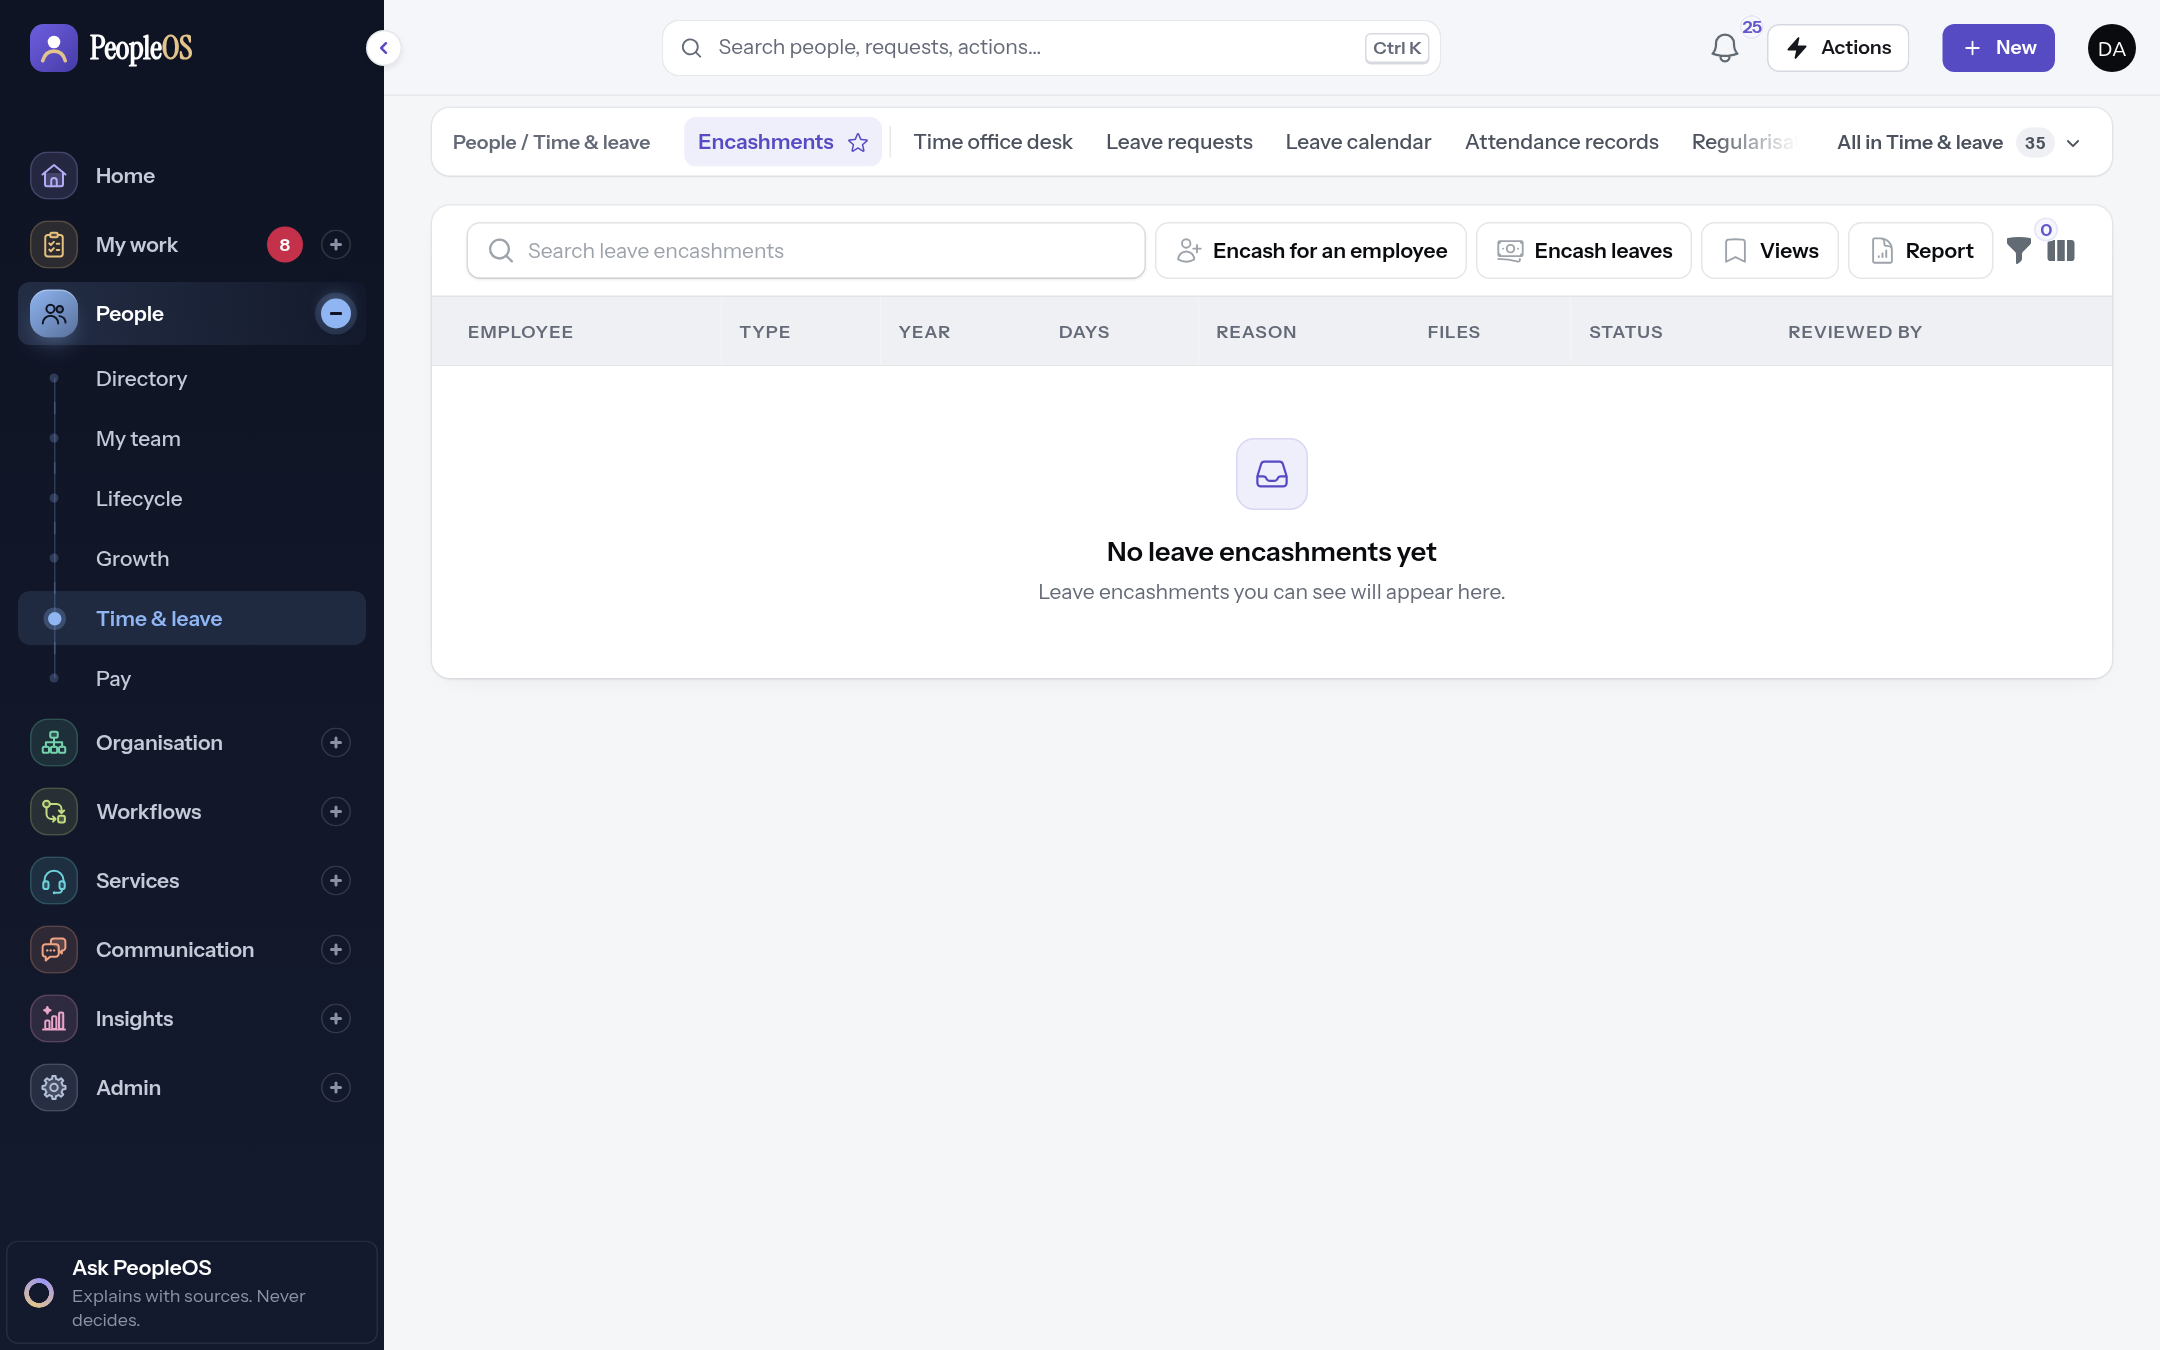 PeopleOS
Search people, requests, actions...
Ctrl K
25
Actions
New
DA
Home
My work
8
People
Directory
My team
Lifecycle
Growth
Time & leave
Pay
Organisation
Workflows
Services
Communication
Insights
Admin
Ask PeopleOS
Explains with sources. Never
decides.
People / Time & leave
Encashments
Time office desk
Leave requests
Leave calendar
Attendance records
Regularisa
All in Time & leave
35
Search leave encashments
Encash for an employee
Encash leaves
Views
Report
0
EMPLOYEE
TYPE
YEAR
DAYS
REASON
FILES
STATUS
REVIEWED BY
No leave encashments yet
Leave encashments you can see will appear here.